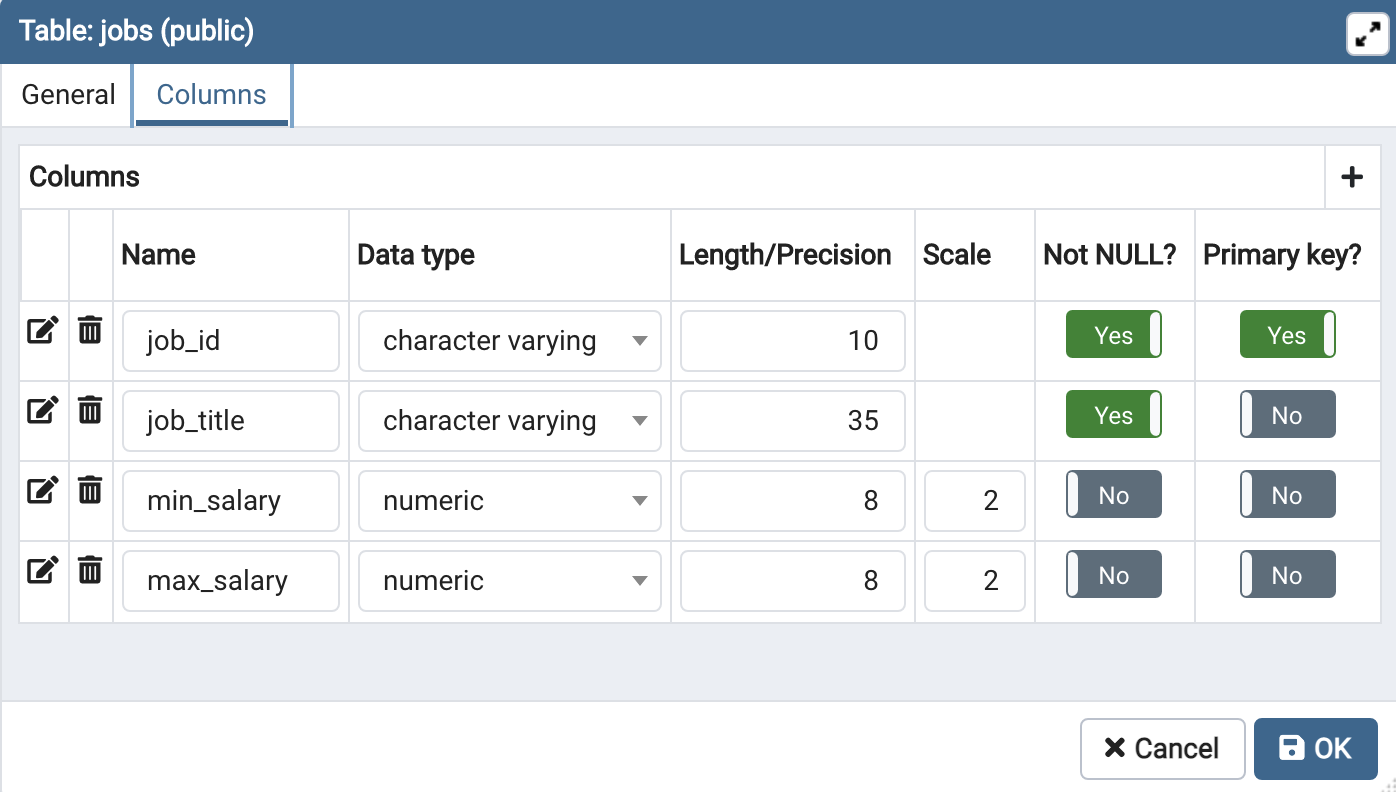 Table: jobs (public)
General Columns
Columns
Name Data type Length/Precision Scale Not NULL? Primary key?
job_id character varying 10 Yes Yes
job_title character varying 35 Yes No
min_salary numeric 8 2 No No
max_salary numeric 8 2 No No
Cancel OK